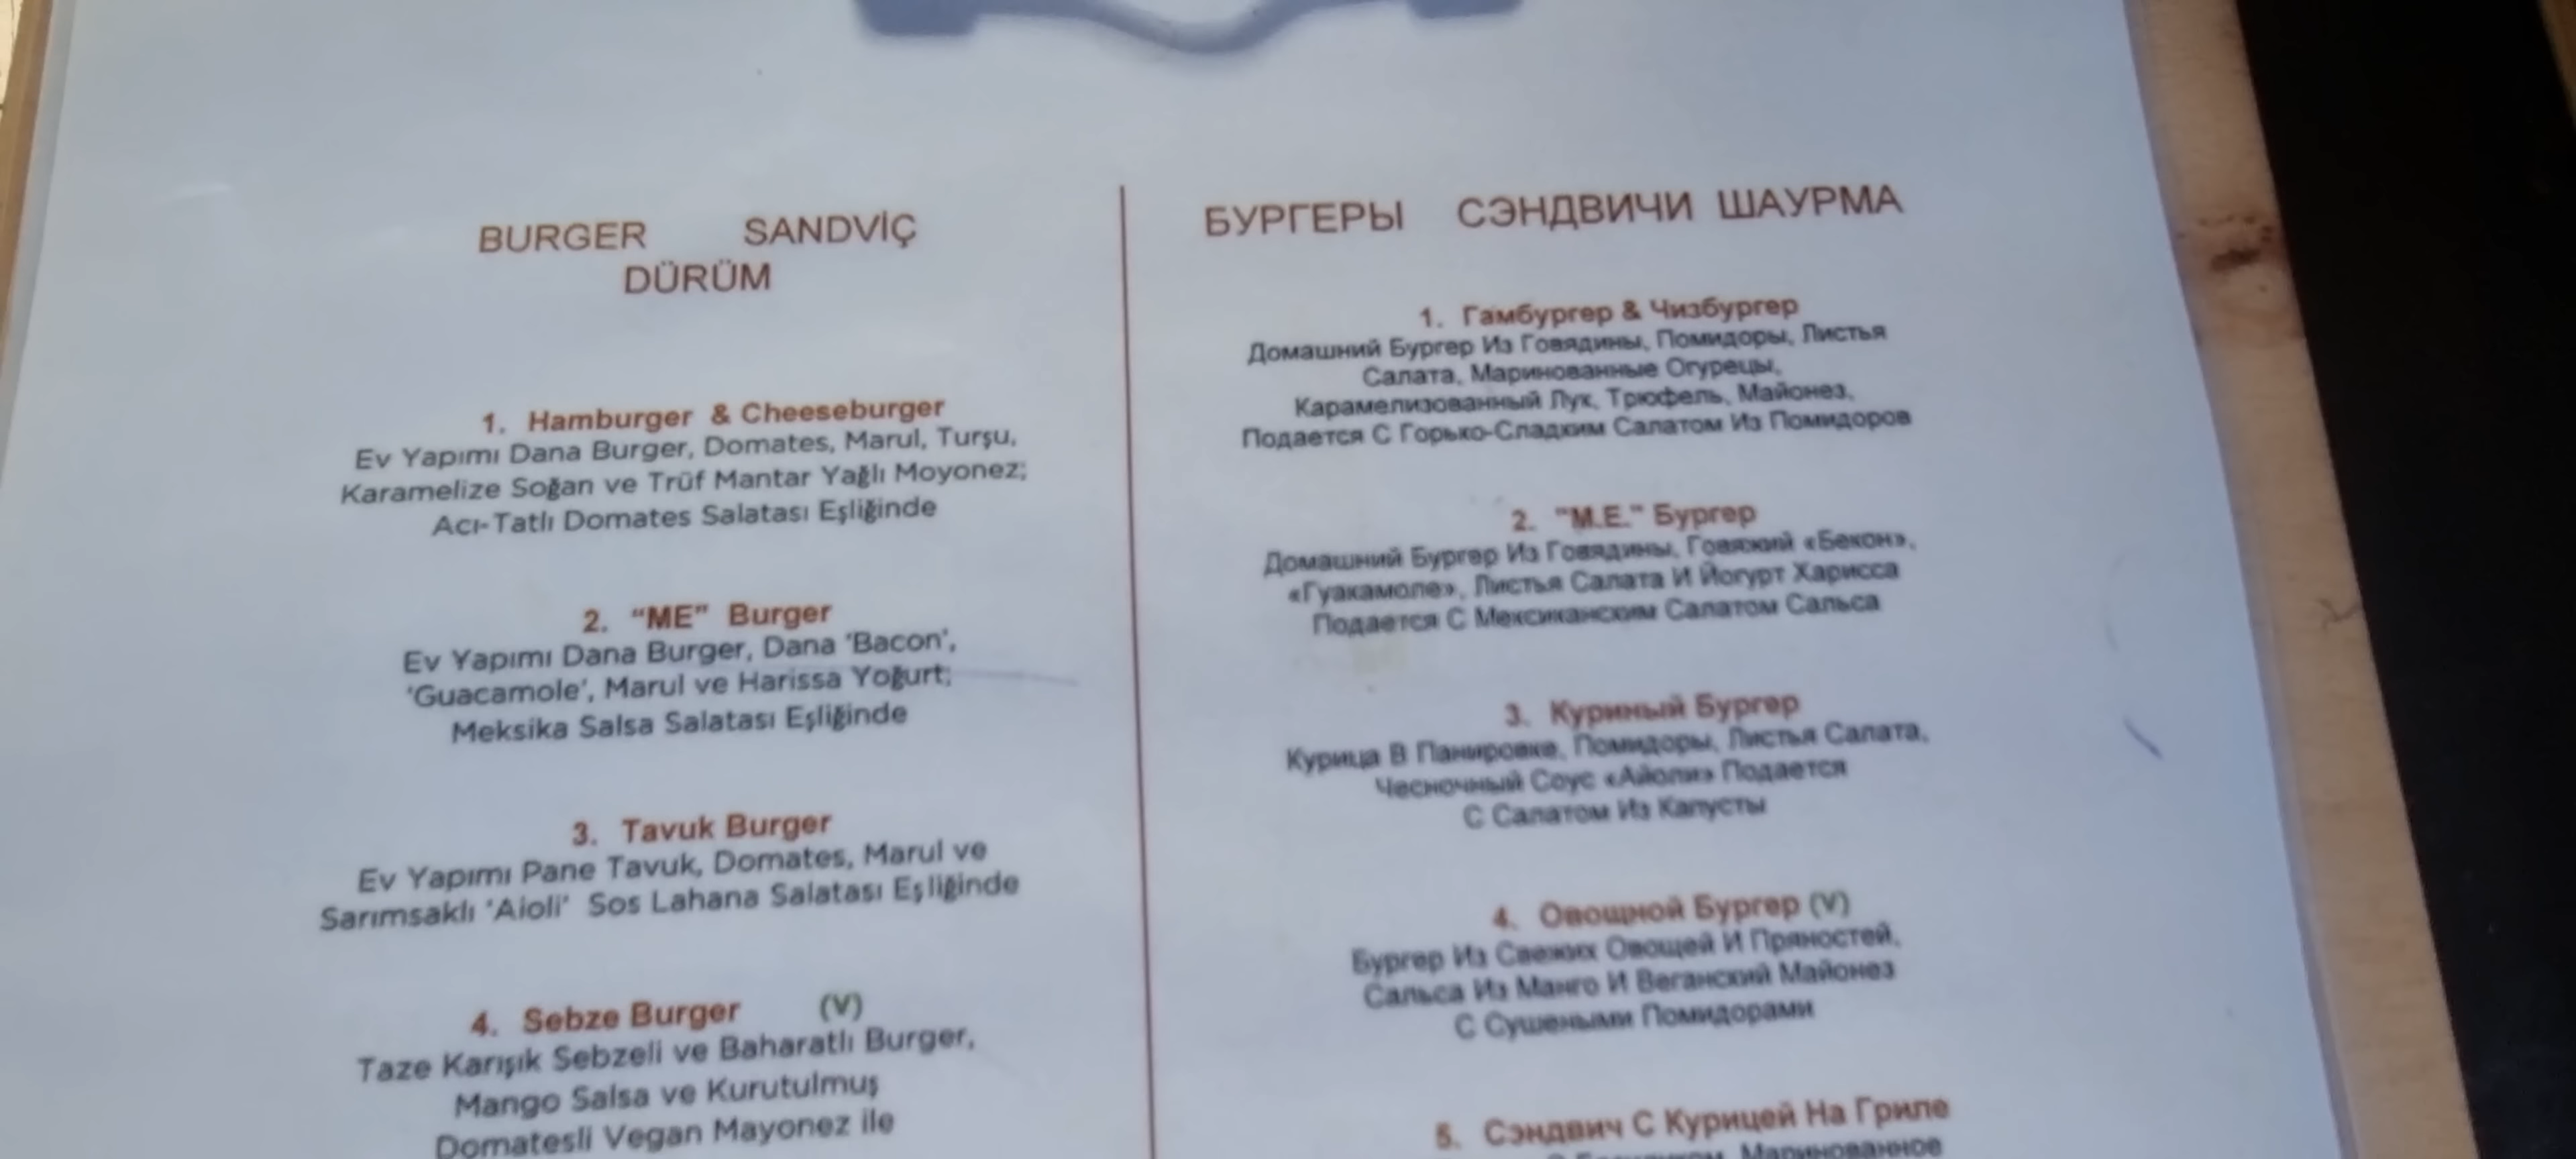 BURGER SANDVİÇ
DÜRÜM
1. Hamburger & Cheeseburger
Ev Yapımı Dana Burger, Domates, Marul, Turşu,
Karamelize Soğan ve Trüf Mantar Yağlı Moyonez;
Acı-Tatlı Domates Salatası Eşliğinde
2. “ME” Burger
Ev Yapımı Dana Burger, Dana ‘Bacon’,
‘Guacamole’, Marul ve Harissa Yoğurt;
Meksika Salsa Salatası Eşliğinde
3. Tavuk Burger
Ev Yapımı Pane Tavuk, Domates, Marul ve
Sarımsaklı ‘Aioli’ Sos Lahana Salatası Eşliğinde
4. Sebze Burger (V)
Taze Karışık Sebzeli ve Baharatlı Burger,
Mango Salsa ve Kurutulmuş
Domatesli Vegan Mayonez ile
БУРГЕРЫ СЭНДВИЧИ ШАУРМА
1. Гамбургер & Чизбургер
Домашний Бургер Из Говядины, Помидоры, Листья
Салата, Маринованные Огурецы,
Карамелизованный Лук, Трюфель, Майонез,
Подается С Горько-Сладким Салатом Из Помидоров
2. "M.E." Бургер
Домашний Бургер Из Говядины, Говяжий «Бекон»,
«Гуакамоле», Листья Салата И Йогурт Харисса
Подается С Мексиканским Салатом Сальса
3. Куриный Бургер
Курица В Панировке, Помидоры, Листья Салата,
Чесночный Соус «Айоли» Подается
С Салатом Из Капусты
4. Овощной Бургер (V)
Бургер Из Свежих Овощей И Пряностей,
Сальса Из Манго И Веганский Майонез
С Сушеными Помидорами
5. Сэндвич С Курицей На Гриле
Маринованное